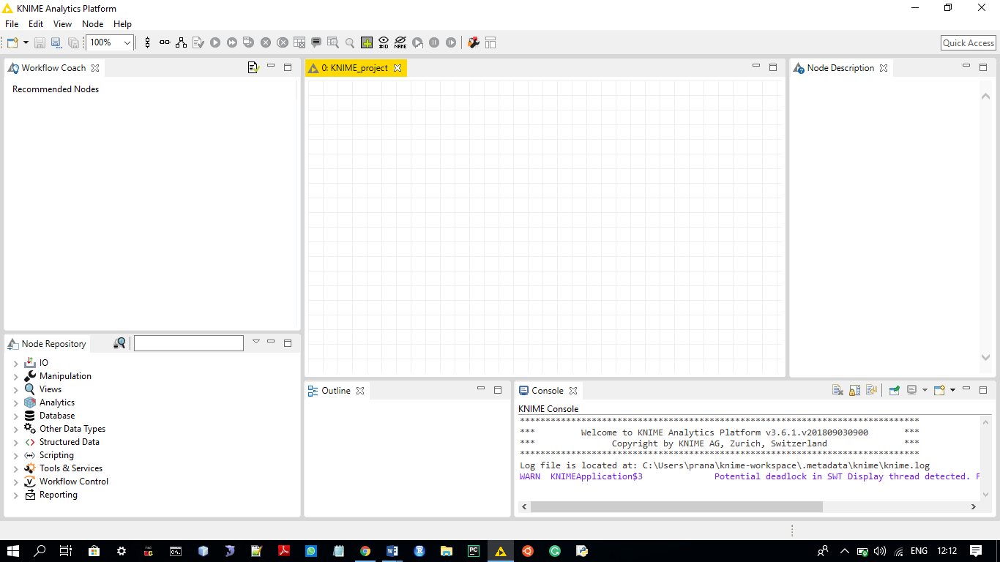 KNIME Analytics Platform
File Edit View Node Help
100%
#ID
NAME
Quick Access
Workflow Coach
Recommended Nodes
0: KNIME_project
Node Description
Node Repository
IO
Manipulation
Views
Analytics
Database
Other Data Types
Structured Data
Scripting
Tools & Services
Workflow Control
Reporting
Outline
Console
KNIME Console
******************************************************************************
*** Welcome to KNIME Analytics Platform v3.6.1.v201809030900 ***
*** Copyright by KNIME AG, Zurich, Switzerland ***
******************************************************************************
Log file is located at: C:\Users\prana\knime-workspace\.metadata\knime\knime.log
WARN KNIMEApplication$3 Potential deadlock in SWT Display thread detected. F
ENG 12:12